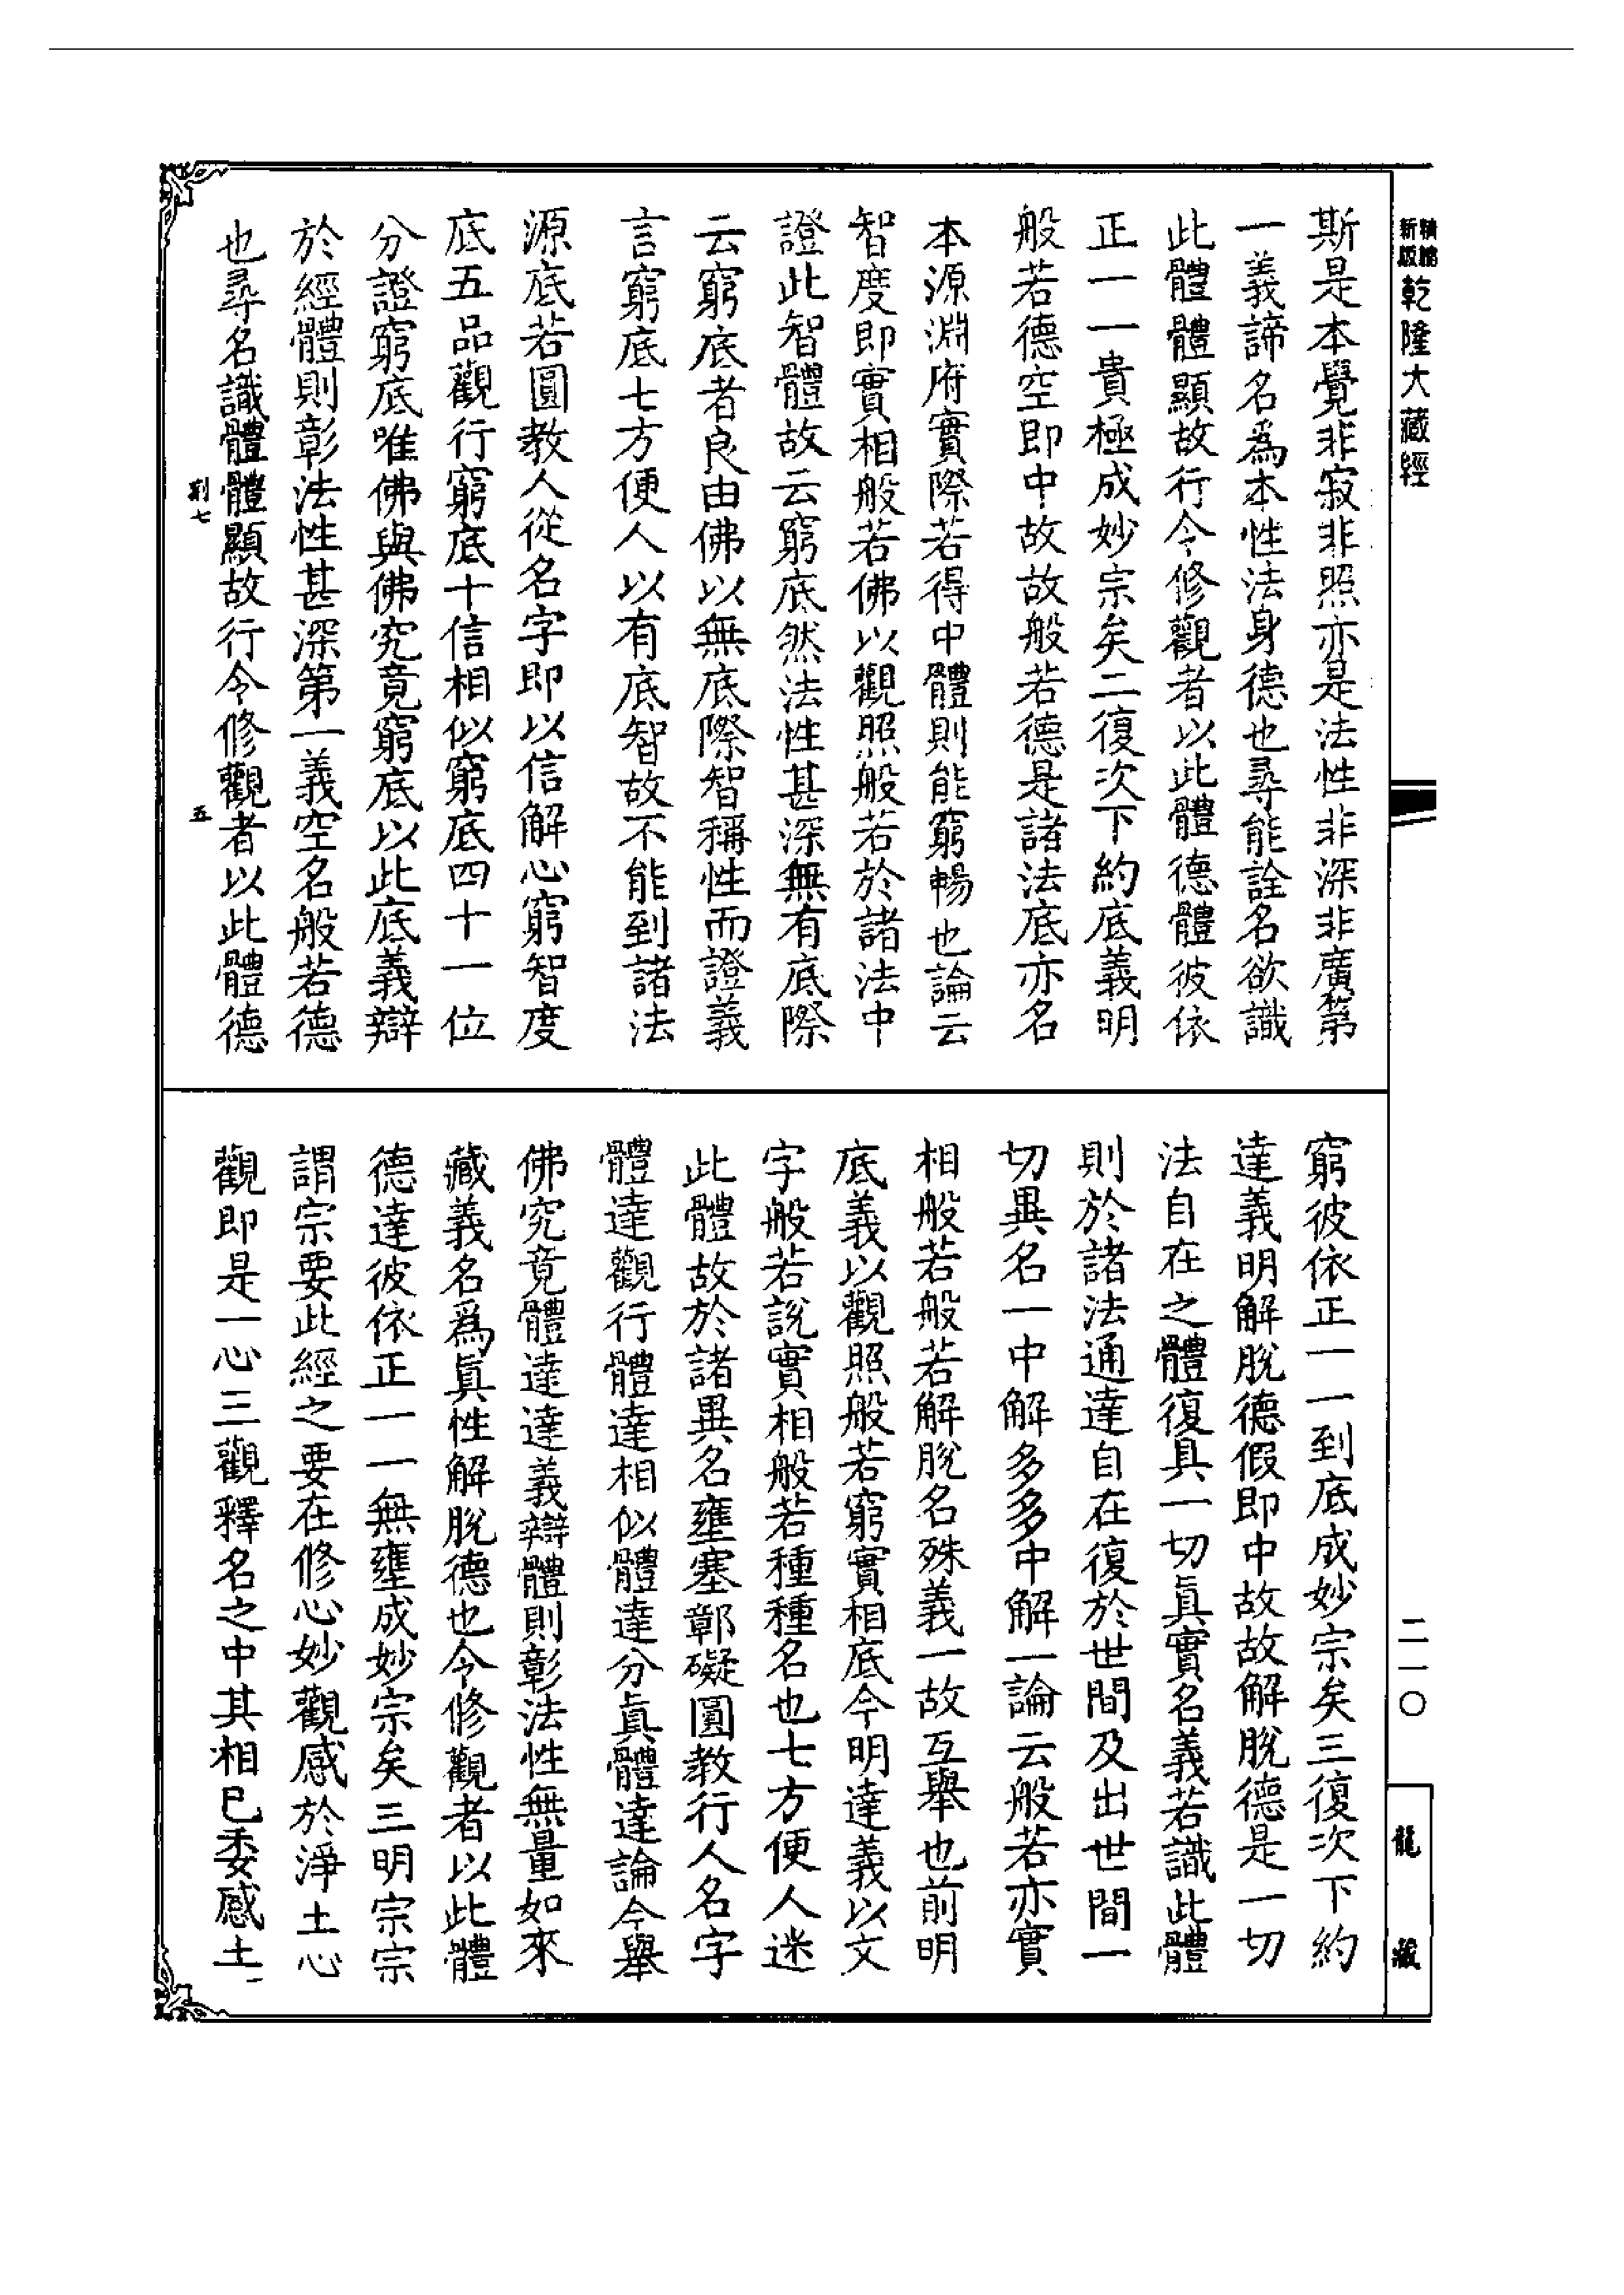 新版
精縮
乾隆大藏經
斯是本覺非寂非照亦是法性非深非廣第
一義諦名爲本性法身德也尋能詮名欲識
此體體顯故行令修觀者以此體德體彼依
正一一貴極成妙宗矣二復次下約底義明
般若德空即中故故般若德是諸法底亦名
本源淵府實際若得中體則能窮暢也論云
智度即實相般若佛以觀照般若於諸法中
證此智體故云窮底然法性甚深無有底際
云窮底者良由佛以無底際智稱性而證義
言窮底七方便人以有底智故不能到諸法
源底若圓教人從名字即以信解心窮智度
底五品觀行窮底十信相似窮底四十一位
分證窮底唯佛與佛究竟窮底以此底義辯
於經體則彰法性甚深第一義空名般若德
也尋名識體體顯故行令修觀者以此體德
刻七
五
窮彼依正一一到底成妙宗矣三復次下約
達義明解脫德假即中故故解脫德是一切
法自在之體復具一切真實名義若識此體
則於諸法通達自在復於世間及出世間一
切異名一中解多多中解一論云般若亦實
相般若般若解脫名殊義一故互舉也前明
底義以觀照般若窮實相底今明達義以文
字般若說實相般若種種名也七方便人迷
此體故於諸異名壅塞鄣礙圓教行人名字
體達觀行體達相似體達分真體達論今舉
佛究竟體達達義辯體則彰法性無量如來
藏義名爲真性解脫德也令修觀者以此體
德達彼依正一一無壅成妙宗矣三明宗宗
謂宗要此經之要在修心妙觀感於淨土心
觀即是一心三觀釋名之中其相已委感土
二一〇
龍藏